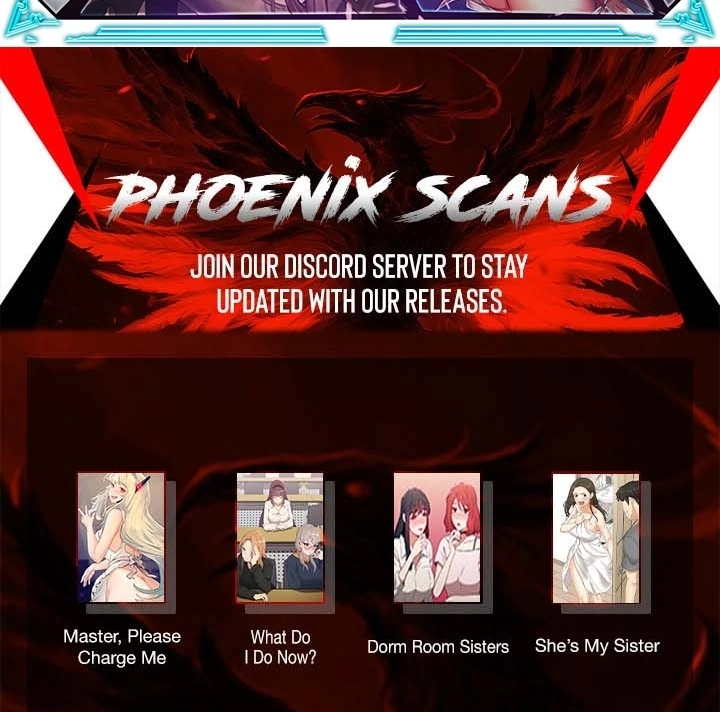 PHOENIX SCANS
JOIN OUR DISCORD SERVER TO STAY
UPDATED WITH OUR RELEASES.
Master, Please
Charge Me
What Do
I Do Now?
Dorm Room Sisters
She's My Sister